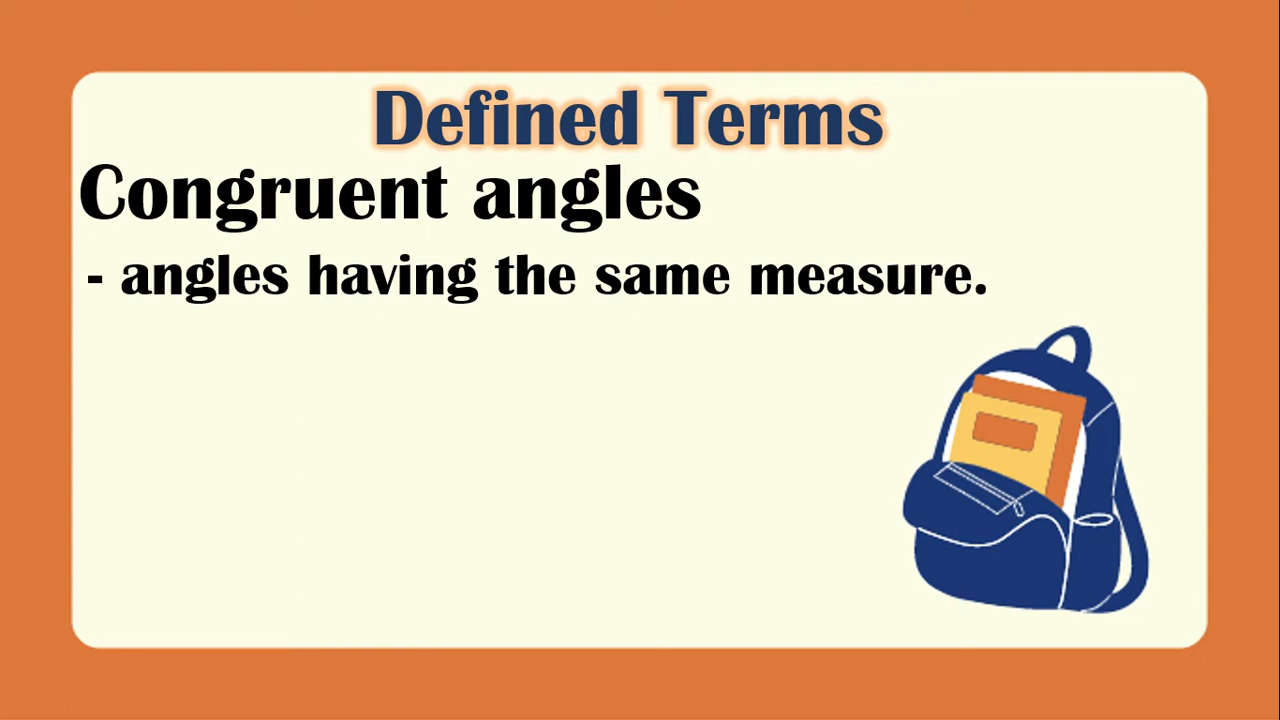 Defined Terms
Congruent angles
- angles having the same measure.